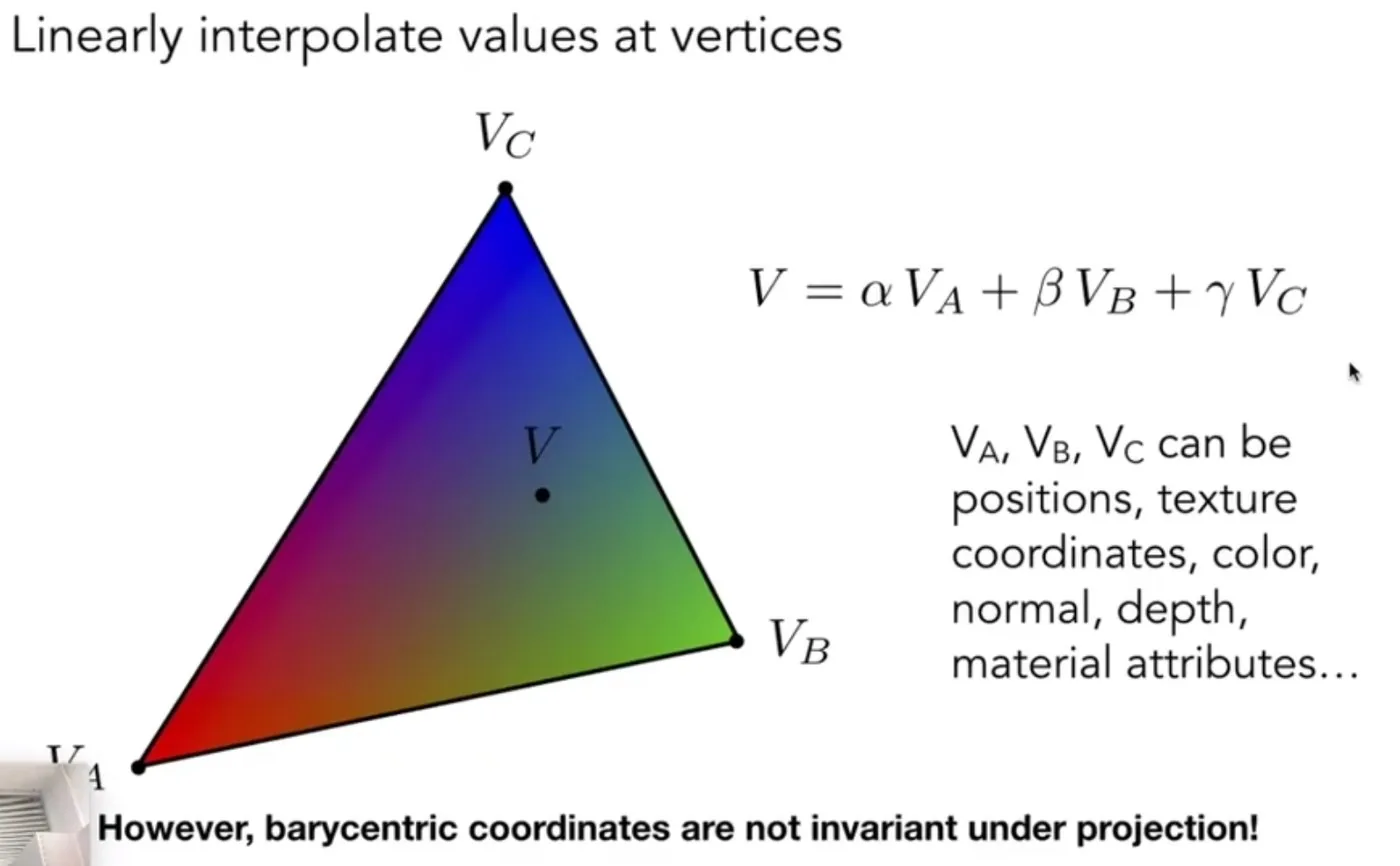 Linearly interpolate values at vertices
V_C
V = α V_A + β V_B + γ V_C
V_A, V_B, V_C can be
positions, texture
coordinates, color,
normal, depth,
material attributes...
V
V_B
V_A
However, barycentric coordinates are not invariant under projection!